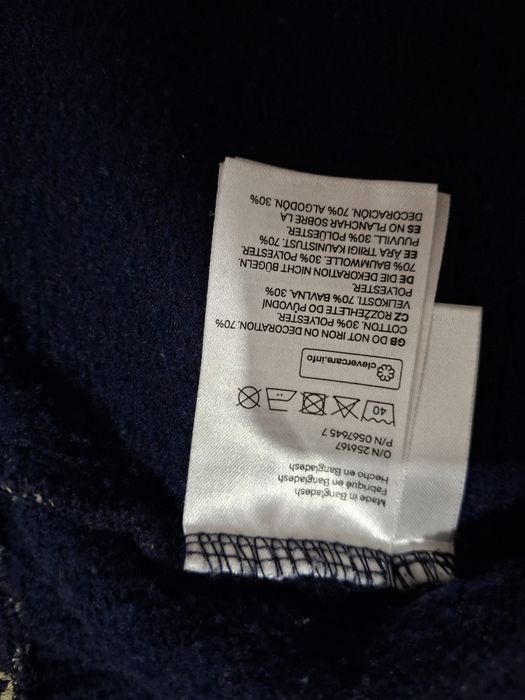 Made in Bangladesh
Fabriqué en Bangladesh
Hecho en Bangladesh
O/N 256167
P/N 0567645 7
40
clevercare.info
GB DO NOT IRON ON DECORATION. 70%
COTTON. 30% POLYESTER.
CZ ROZŽEHLETE DO PŮVODNÍ
VELIKOSTI. 70% BAVLNA. 30%
POLYESTER.
DE DIE DEKORATION NICHT BÜGELN.
70% BAUMWOLLE. 30% POLYESTER.
EE ÄRA TRIIGI KAUNISTUST. 70%
PUUVILL. 30% POLÜESTER.
ES NO PLANCHAR SOBRE LA
DECORACIÓN. 70% ALGODÓN. 30%